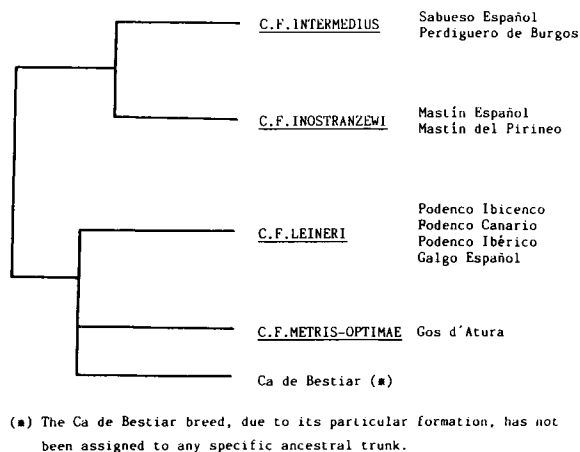 C.F.INTERMEDIUS Sabueso Español
Perdiguero de Burgos
C.F.INOSTRANZEWI Mastín Español
Mastín del Pirineo
Podenco Ibicenco
Podenco Canario
C.F.LEINERI Podenco Ibérico
Galgo Español
C.F.METRIS-OPTIMAE Gos d'Atura
Ca de Bestiar (*)
(*) The Ca de Bestiar breed, due to its particular formation, has not
been assigned to any specific ancestral trunk.